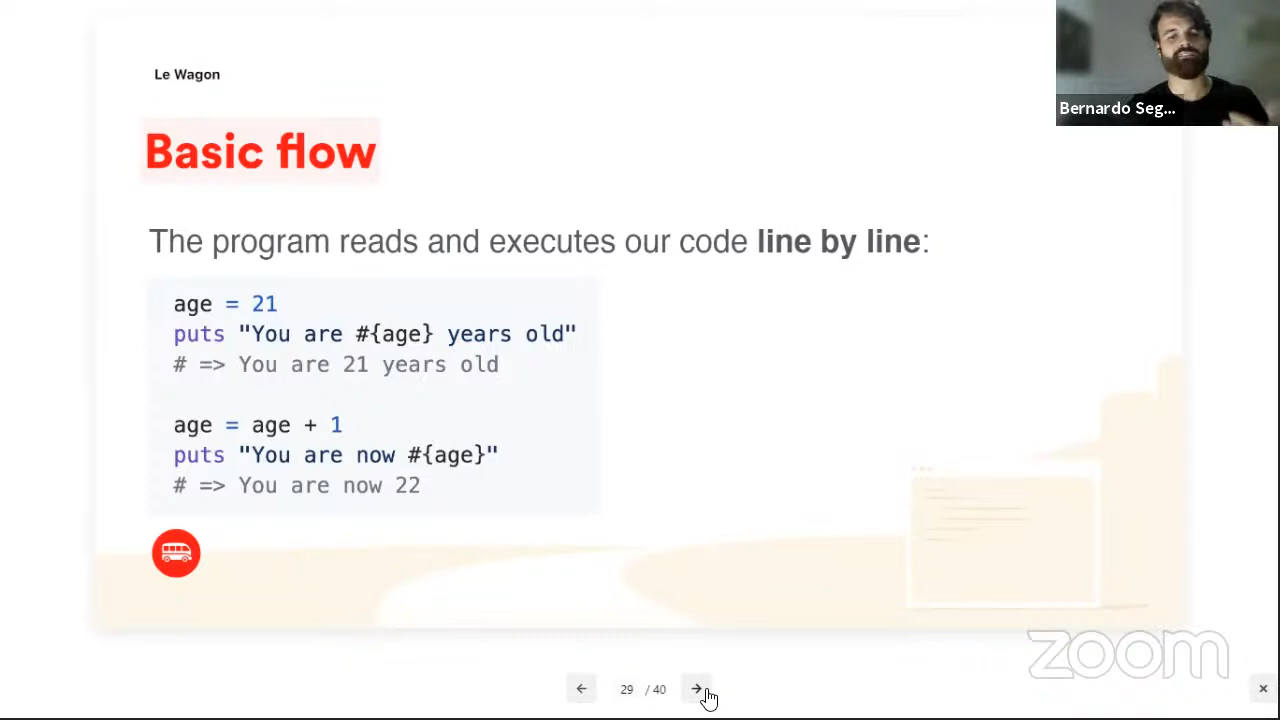 Le Wagon
Bernardo Seg...
Basic flow
The program reads and executes our code line by line:
age = 21
puts "You are #{age} years old"
# => You are 21 years old
age = age + 1
puts "You are now #{age}"
# => You are now 22
zoom
29 / 40